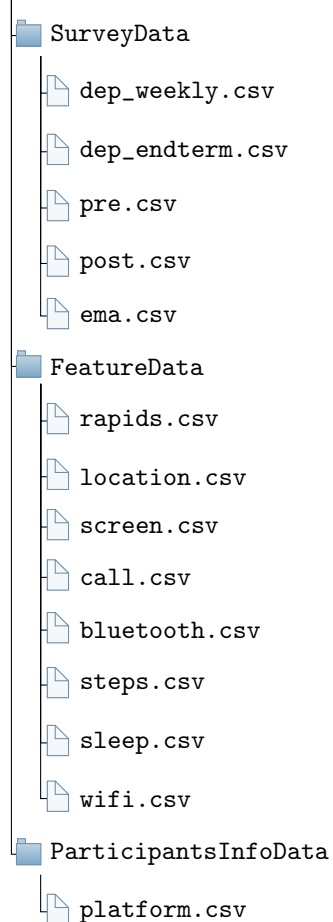 SurveyData
dep_weekly.csv
dep_endterm.csv
pre.csv
post.csv
ema.csv
FeatureData
rapids.csv
location.csv
screen.csv
call.csv
bluetooth.csv
steps.csv
sleep.csv
wifi.csv
ParticipantsInfoData
platform.csv